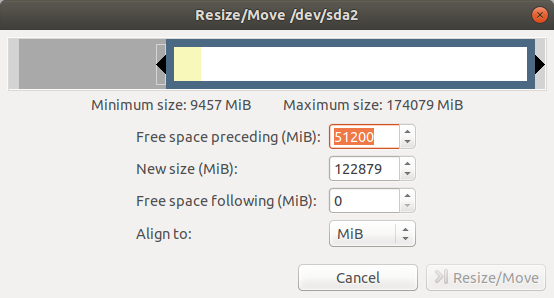 Resize/Move /dev/sda2
Minimum size: 9457 MiB Maximum size: 174079 MiB
Free space preceding (MiB): 51200
New size (MiB): 122879
Free space following (MiB): 0
Align to: MiB
Cancel Resize/Move